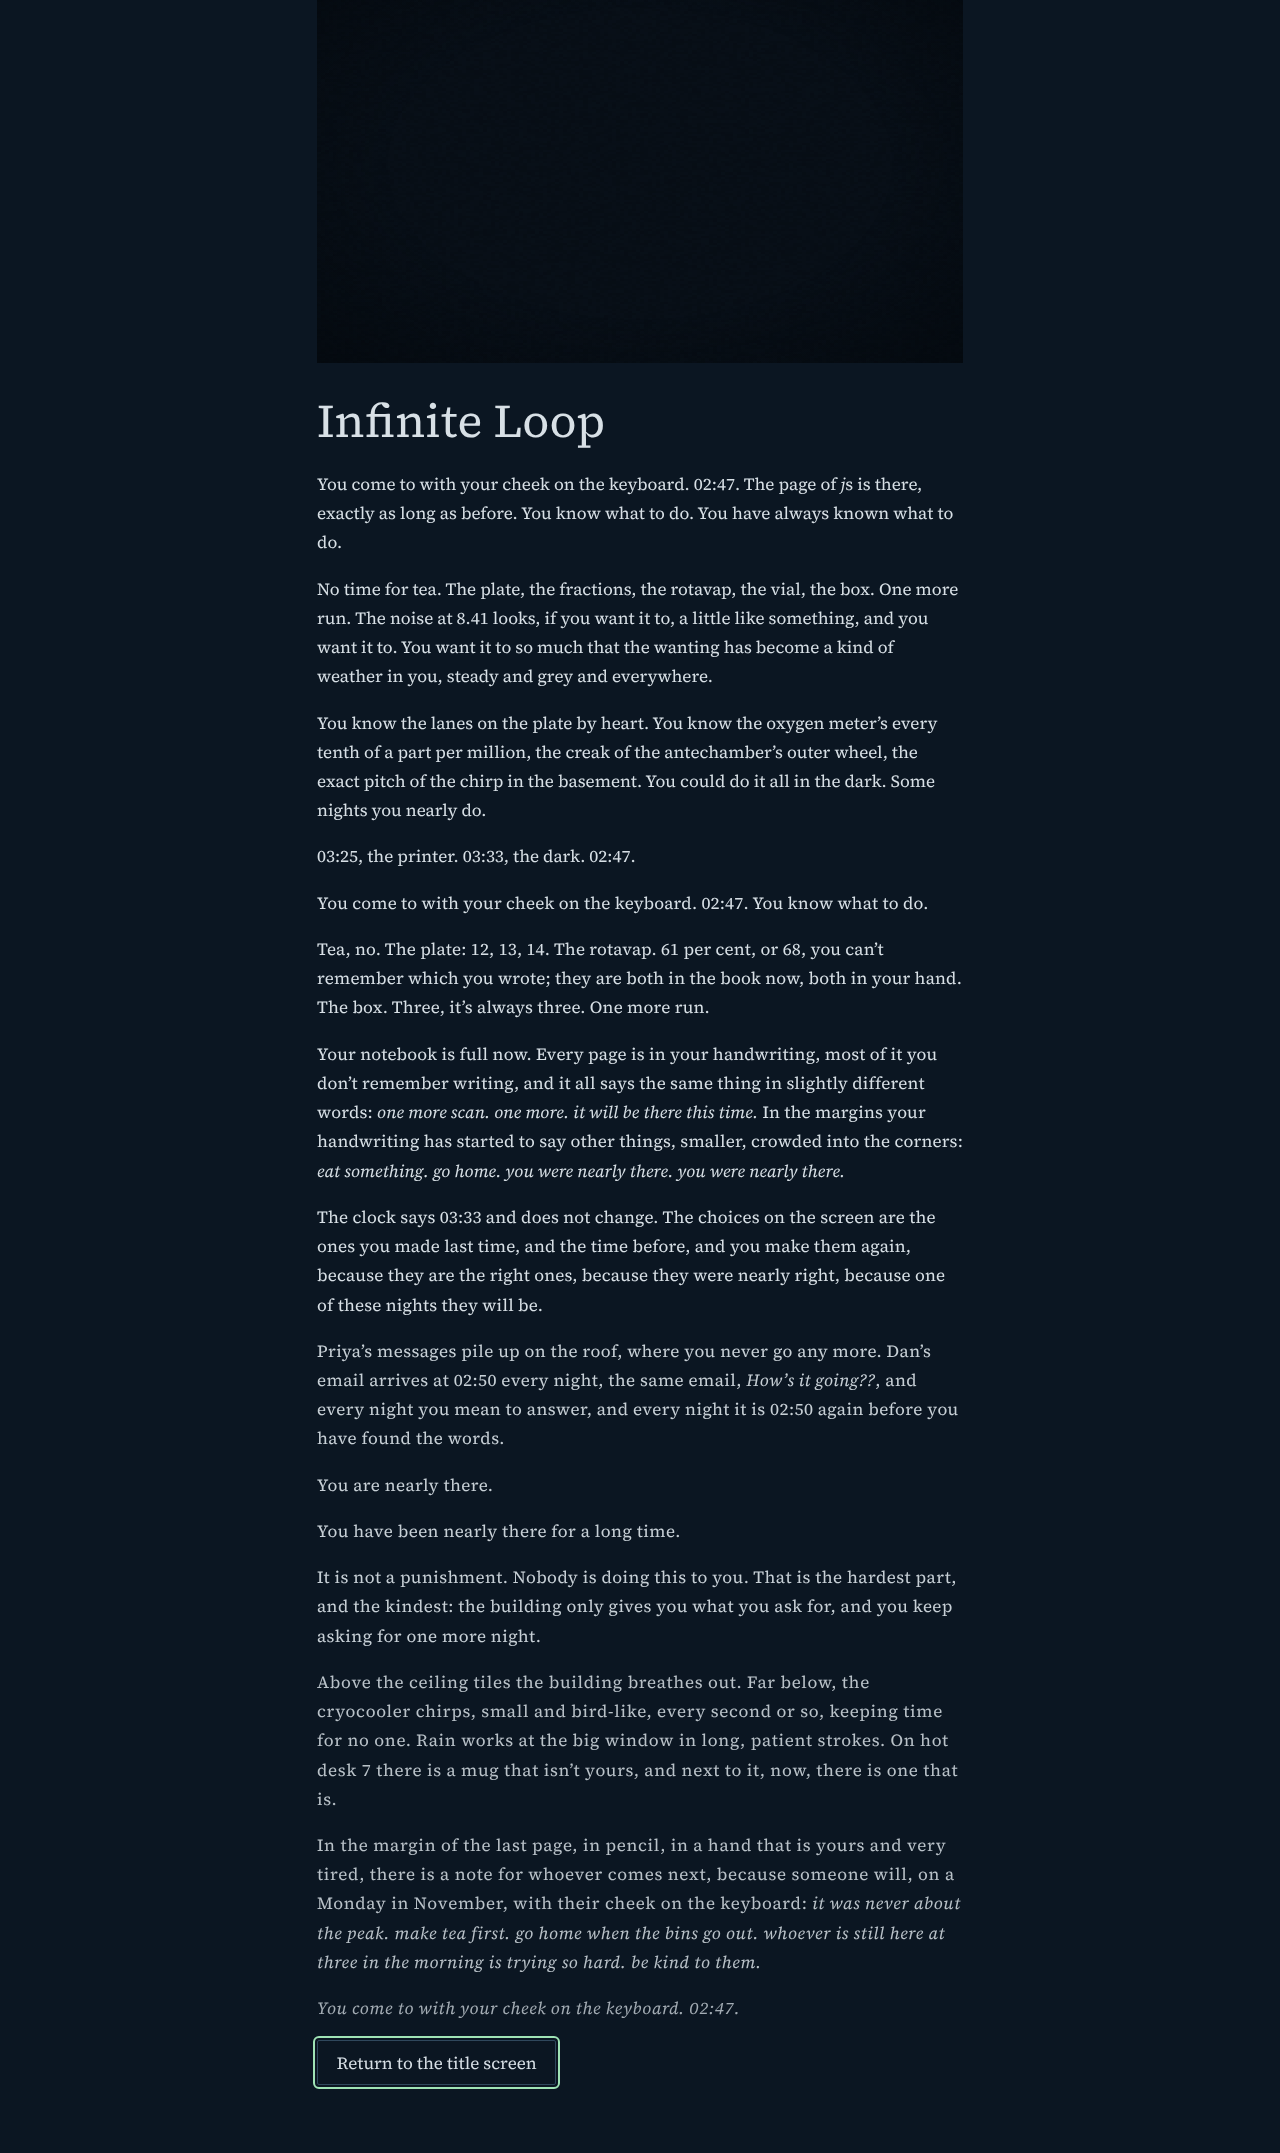 Infinite Loop
You come to with your cheek on the keyboard. 02:47. The page of js is there,
exactly as long as before. You know what to do. You have always known what to
do.
No time for tea. The plate, the fractions, the rotavap, the vial, the box. One more
run. The noise at 8.41 looks, if you want it to, a little like something, and you
want it to. You want it to so much that the wanting has become a kind of
weather in you, steady and grey and everywhere.
You know the lanes on the plate by heart. You know the oxygen meter’s every
tenth of a part per million, the creak of the antechamber’s outer wheel, the
exact pitch of the chirp in the basement. You could do it all in the dark. Some
nights you nearly do.
03:25, the printer. 03:33, the dark. 02:47.
You come to with your cheek on the keyboard. 02:47. You know what to do.
Tea, no. The plate: 12, 13, 14. The rotavap. 61 per cent, or 68, you can’t
remember which you wrote; they are both in the book now, both in your hand.
The box. Three, it’s always three. One more run.
Your notebook is full now. Every page is in your handwriting, most of it you
don’t remember writing, and it all says the same thing in slightly different
words: one more scan. one more. it will be there this time. In the margins your
handwriting has started to say other things, smaller, crowded into the corners:
eat something. go home. you were nearly there. you were nearly there.
The clock says 03:33 and does not change. The choices on the screen are the
ones you made last time, and the time before, and you make them again,
because they are the right ones, because they were nearly right, because one
of these nights they will be.
Priya’s messages pile up on the roof, where you never go any more. Dan’s
email arrives at 02:50 every night, the same email, How’s it going??, and
every night you mean to answer, and every night it is 02:50 again before you
have found the words.
You are nearly there.
You have been nearly there for a long time.
It is not a punishment. Nobody is doing this to you. That is the hardest part,
and the kindest: the building only gives you what you ask for, and you keep
asking for one more night.
Above the ceiling tiles the building breathes out. Far below, the
cryocooler chirps, small and bird-like, every second or so, keeping time
for no one. Rain works at the big window in long, patient strokes. On hot
desk 7 there is a mug that isn’t yours, and next to it, now, there is one that
is.
In the margin of the last page, in pencil, in a hand that is yours and very
tired, there is a note for whoever comes next, because someone will, on a
Monday in November, with their cheek on the keyboard: it was never about
the peak. make tea first. go home when the bins go out. whoever is still here at
three in the morning is trying so hard. be kind to them.
You come to with your cheek on the keyboard. 02:47.
Return to the title screen